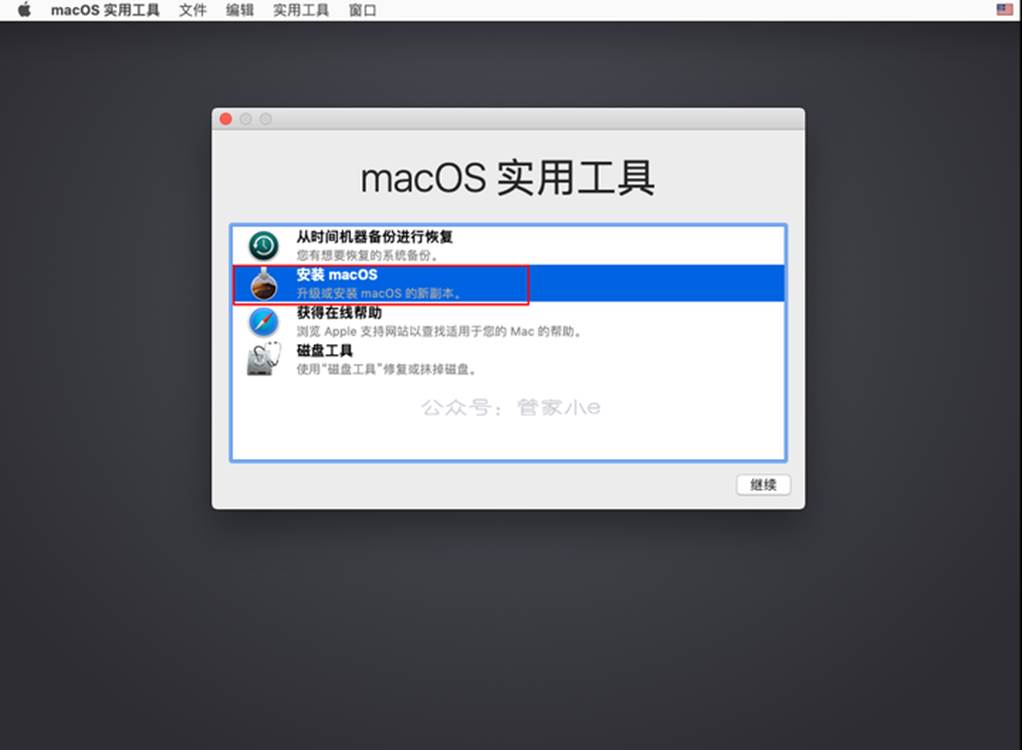 macOS 实用工具 文件 编辑 实用工具 窗口
macOS 实用工具
从时间机器备份进行恢复
您有想要恢复的系统备份。
安装 macOS
升级或安装 macOS 的新副本。
获得在线帮助
浏览 Apple 支持网站以查找适用于您的 Mac 的帮助。
磁盘工具
使用“磁盘工具”修复或抹掉磁盘。
公众号：管家小e
继续